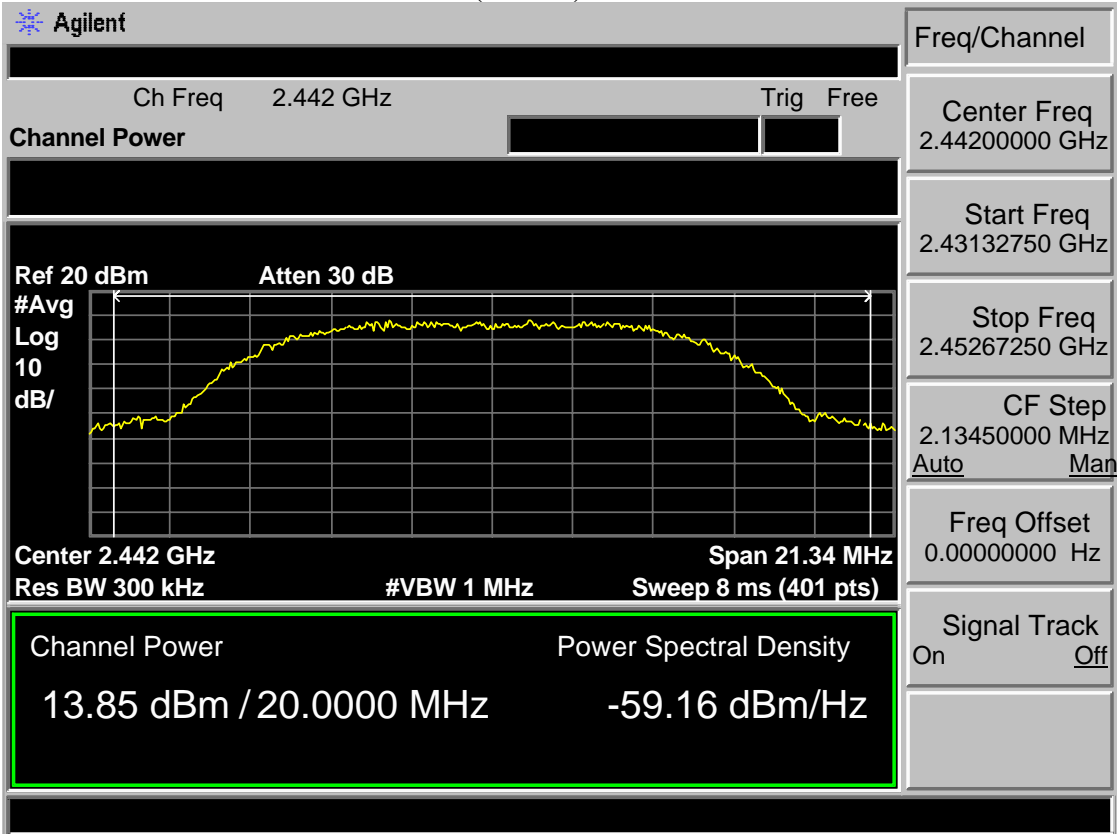 Agilent
Freq/Channel
Ch Freq 2.442 GHz Trig Free
Channel Power
Center Freq
2.44200000 GHz
Start Freq
2.43132750 GHz
Stop Freq
2.45267250 GHz
CF Step
2.13450000 MHz
Auto Man
Freq Offset
0.00000000 Hz
Signal Track
On Off
Ref 20 dBm Atten 30 dB
#Avg
Log
10
dB/
Center 2.442 GHz Span 21.34 MHz
Res BW 300 kHz #VBW 1 MHz Sweep 8 ms (401 pts)
Channel Power Power Spectral Density
13.85 dBm / 20.0000 MHz -59.16 dBm/Hz